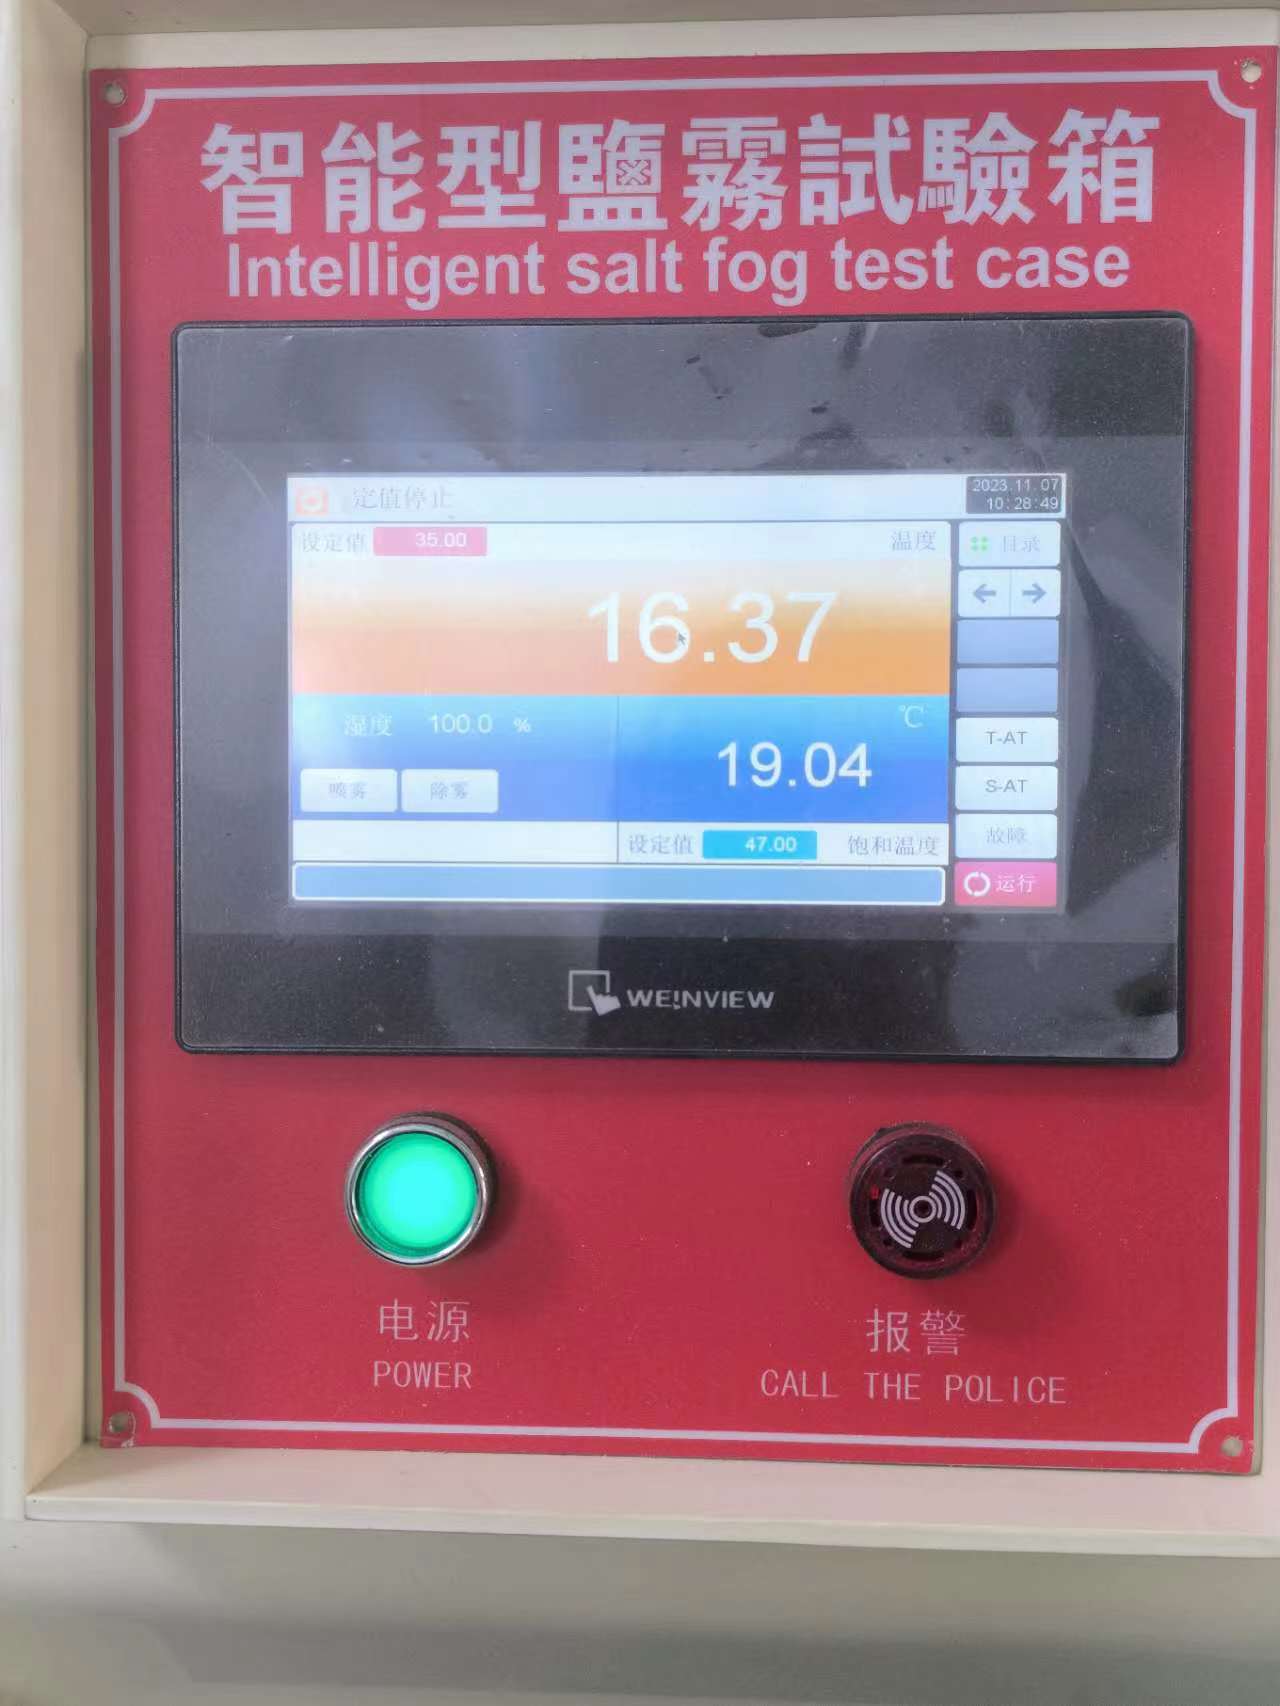 智能型鹽霧試驗箱
Intelligent salt fog test case
定值停止
2023.11.07
10:28:49
设定值 35.00 温度
目录
16.37
湿度 100.0 %
℃
19.04
喷雾 除雾
T-AT
S-AT
故障
设定值 47.00 饱和温度
运行
WE!NVIEW
电源
POWER
报警
CALL THE POLICE